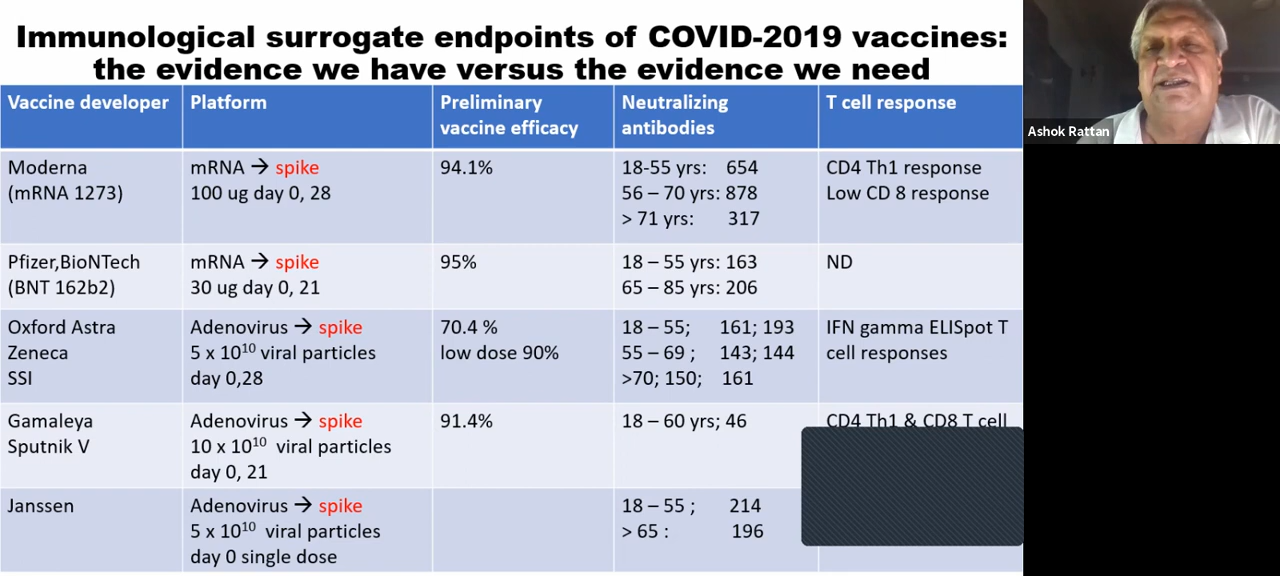 Immunological surrogate endpoints of COVID-2019 vaccines:
the evidence we have versus the evidence we need
Vaccine developer
Platform
Preliminary
vaccine efficacy
Neutralizing
antibodies
T cell response
Moderna
(mRNA 1273)
mRNA → spike
100 ug day 0, 28
94.1%
18-55 yrs: 654
56 – 70 yrs: 878
> 71 yrs: 317
CD4 Th1 response
Low CD 8 response
Pfizer,BioNTech
(BNT 162b2)
mRNA → spike
30 ug day 0, 21
95%
18 – 55 yrs: 163
65 – 85 yrs: 206
ND
Oxford Astra
Zeneca
SSI
Adenovirus → spike
5 x 10¹⁰ viral particles
day 0,28
70.4 %
low dose 90%
18 – 55; 161; 193
55 – 69 ; 143; 144
>70; 150; 161
IFN gamma ELISpot T
cell responses
Gamaleya
Sputnik V
Adenovirus → spike
10 x 10¹⁰ viral particles
day 0, 21
91.4%
18 – 60 yrs; 46
CD4 Th1 & CD8 T cell
Janssen
Adenovirus → spike
5 x 10¹⁰ viral particles
day 0 single dose
18 – 55 ; 214
> 65 : 196
Ashok Rattan